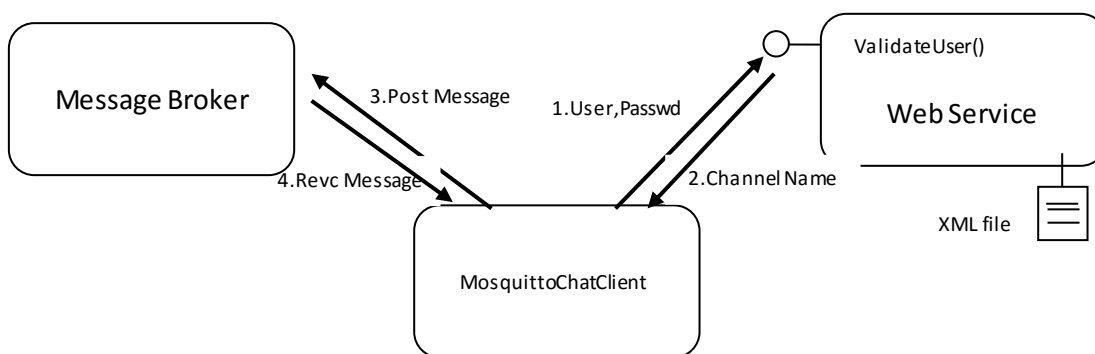 ValidateUser()
Message Broker
3.Post Message
1.User,Passwd
Web Service
4.Revc Message
2.Channel Name
XML file
MosquittoChatClient